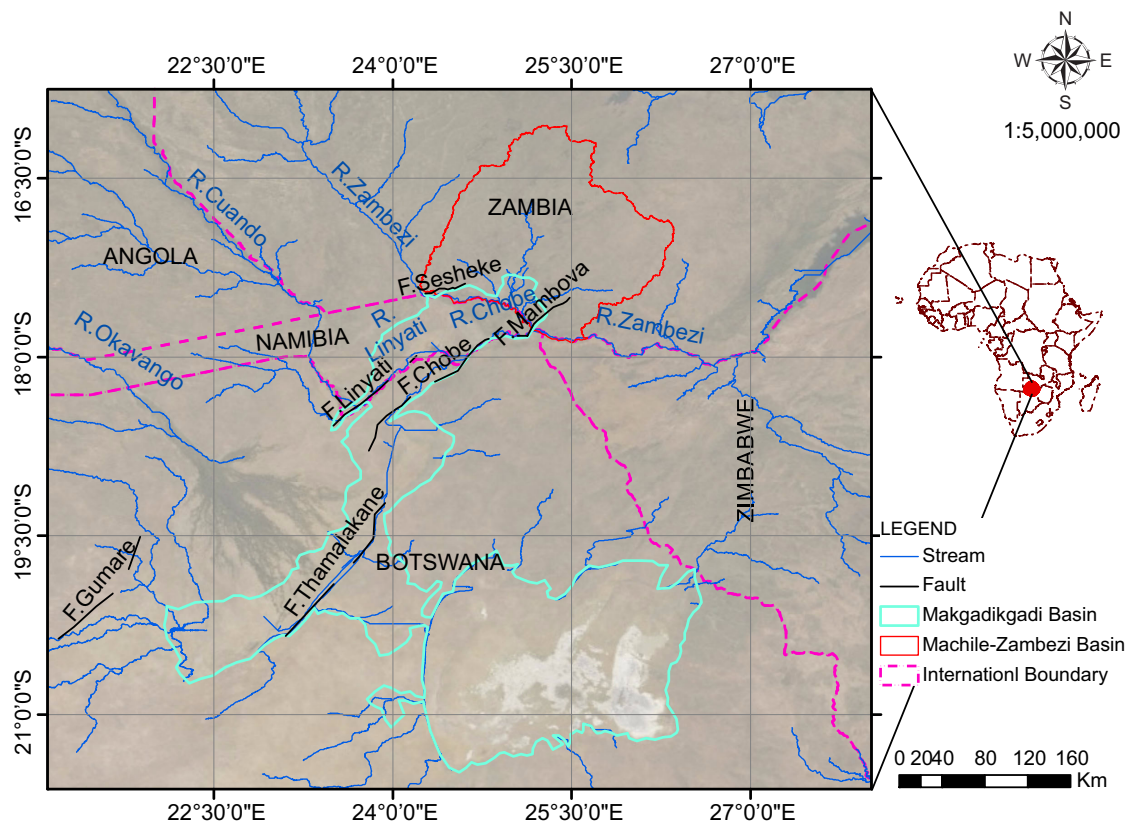 N
W E
S
1:5,000,000
22°30'0"E 24°0'0"E 25°30'0"E 27°0'0"E
16°30'0"S
18°0'0"S
19°30'0"S
21°0'0"S
R.Cuando
R.Zambezi
ZAMBIA
ANGOLA
F.Sesheke
R.Okavango
NAMIBIA
R.
Linyati
R.Chobe
F.Mambova
R.Zambezi
F.Linyati
F.Chobe
ZIMBABWE
F.Gumare
F.Thamalakane
BOTSWANA
22°30'0"E 24°0'0"E 25°30'0"E 27°0'0"E
LEGEND
Stream
Fault
Makgadikgadi Basin
Machile-Zambezi Basin
Internationl Boundary
0 20 40 80 120 160
Km